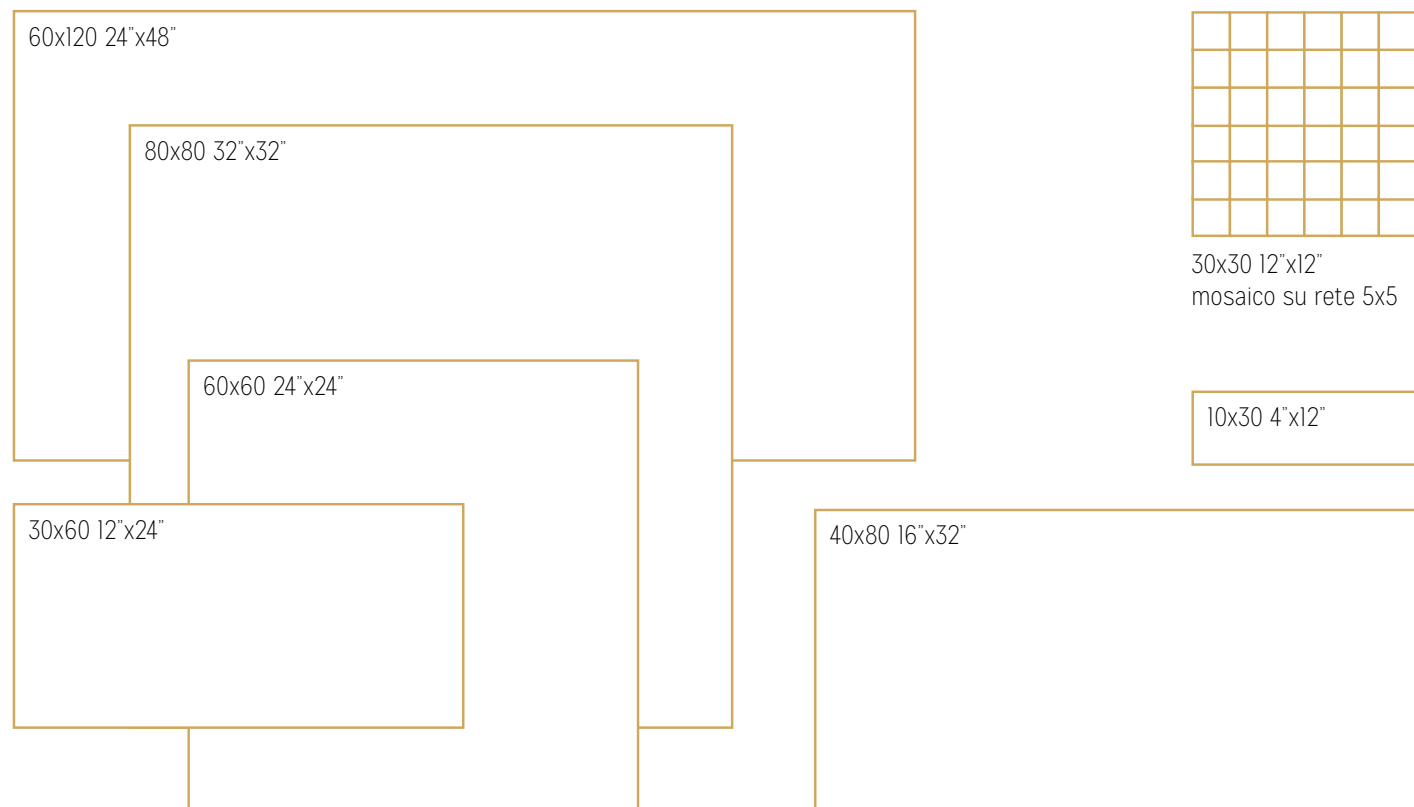 60x120 24”x48”
80x80 32”x32”
60x60 24”x24”
30x60 12”x24”
30x30 12”x12”
mosaico su rete 5x5
10x30 4”x12”
40x80 16”x32”